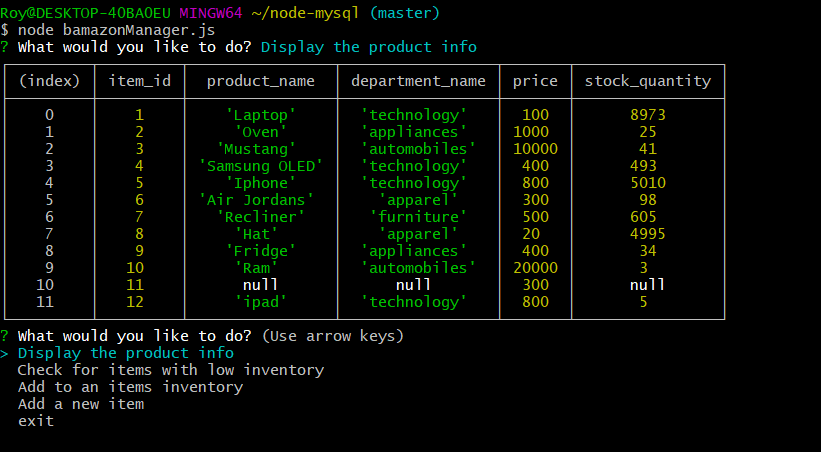 Roy@DESKTOP-40BA0EU MINGW64 ~/node-mysql (master)
$ node bamazonManager.js
? What would you like to do? Display the product info
(index) item_id product_name department_name price stock_quantity
0 1 'Laptop' 'technology' 100 8973
1 2 'Oven' 'appliances' 1000 25
2 3 'Mustang' 'automobiles' 10000 41
3 4 'Samsung OLED' 'technology' 400 493
4 5 'Iphone' 'technology' 800 5010
5 6 'Air Jordans' 'apparel' 300 98
6 7 'Recliner' 'furniture' 500 605
7 8 'Hat' 'apparel' 20 4995
8 9 'Fridge' 'appliances' 400 34
9 10 'Ram' 'automobiles' 20000 3
10 11 null null 300 null
11 12 'ipad' 'technology' 800 5
? What would you like to do? (Use arrow keys)
> Display the product info
Check for items with low inventory
Add to an items inventory
Add a new item
exit